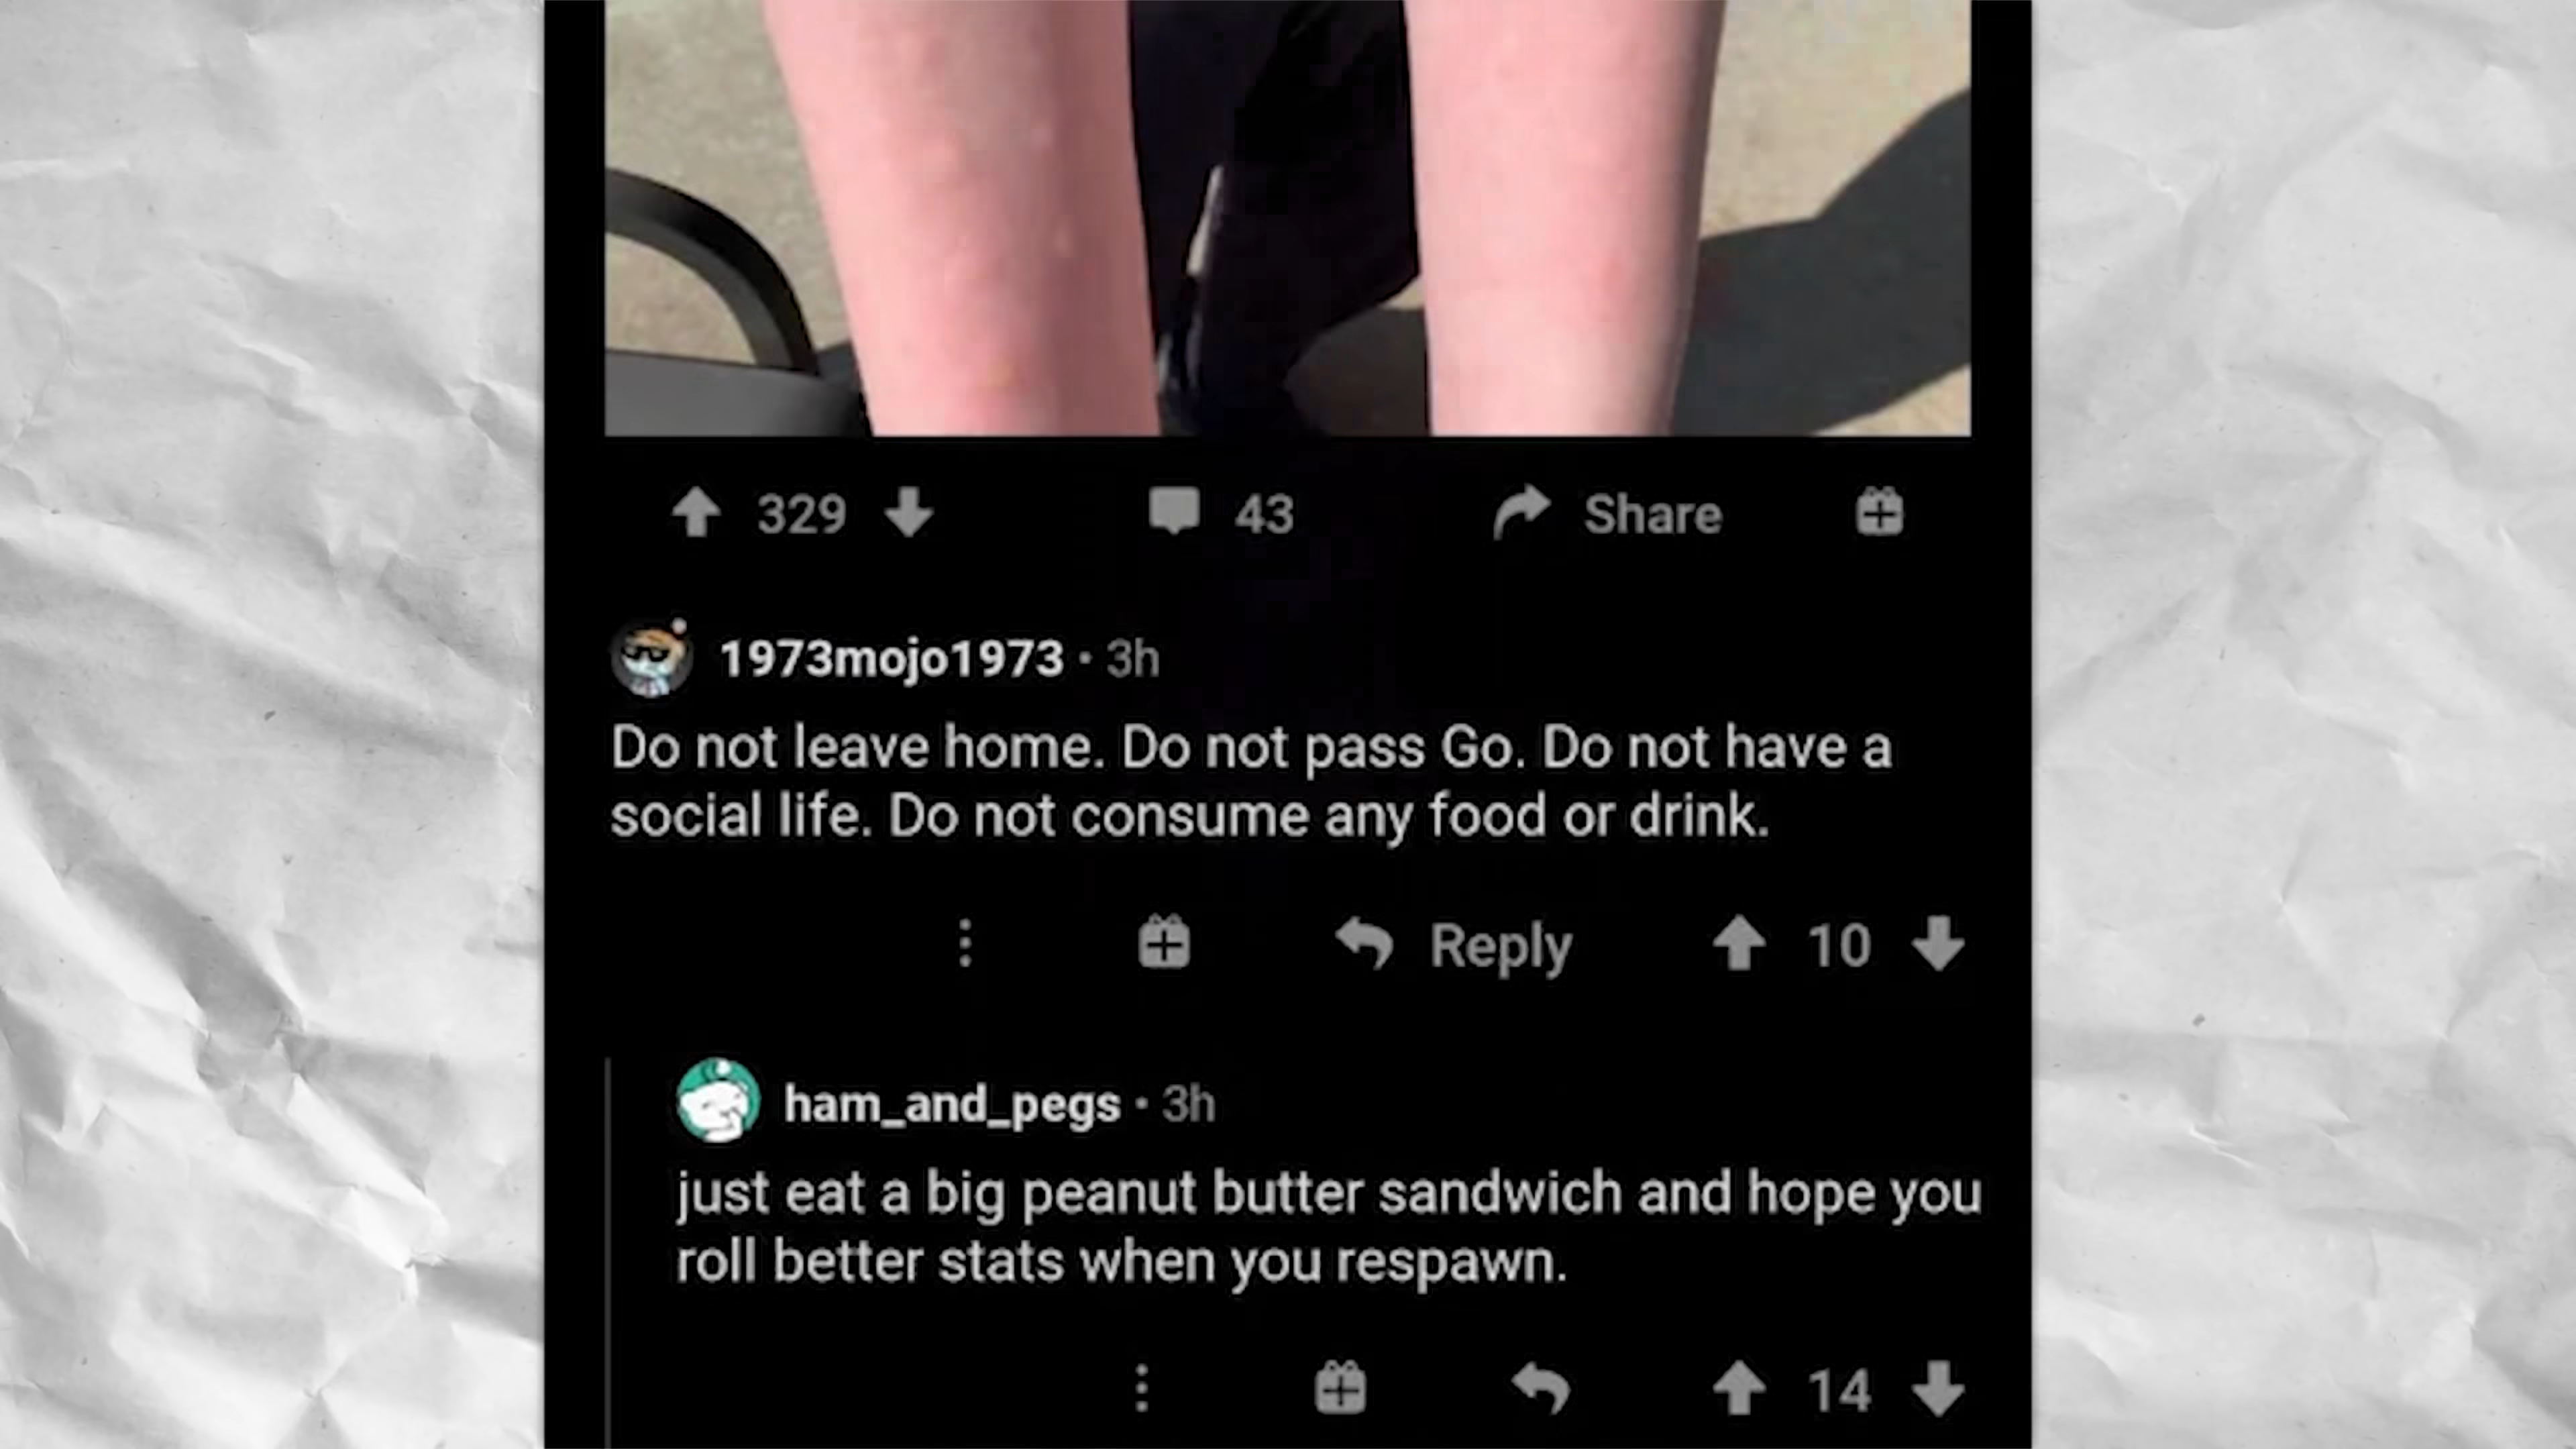 329
43
Share
1973mojo1973 • 3h
Do not leave home. Do not pass Go. Do not have a
social life. Do not consume any food or drink.
Reply
10
ham_and_pegs • 3h
just eat a big peanut butter sandwich and hope you
roll better stats when you respawn.
14